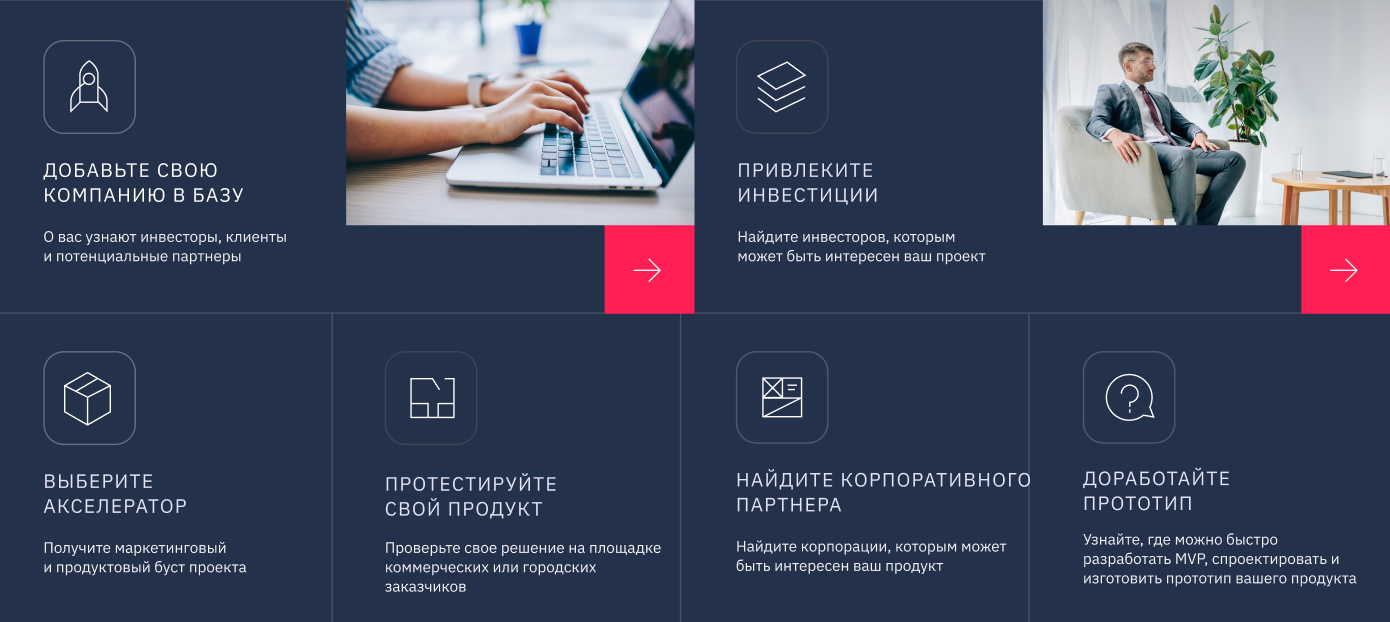 ДОБАВЬТЕ СВОЮ
КОМПАНИЮ В БАЗУ
О вас узнают инвесторы, клиенты
и потенциальные партнеры
ПРИВЛЕКИТЕ
ИНВЕСТИЦИИ
Найдите инвесторов, которым
может быть интересен ваш проект
ВЫБЕРИТЕ
АКСЕЛЕРАТОР
Получите маркетинговый
и продуктовый буст проекта
ПРОТЕСТИРУЙТЕ
СВОЙ ПРОДУКТ
Проверьте свое решение на площадке
коммерческих или городских
заказчиков
НАЙДИТЕ КОРПОРАТИВНОГО
ПАРТНЕРА
Найдите корпорации, которым может
быть интересен ваш продукт
ДОРАБОТАЙТЕ
ПРОТОТИП
Узнайте, где можно быстро
разработать MVP, спроектировать и
изготовить прототип вашего продукта